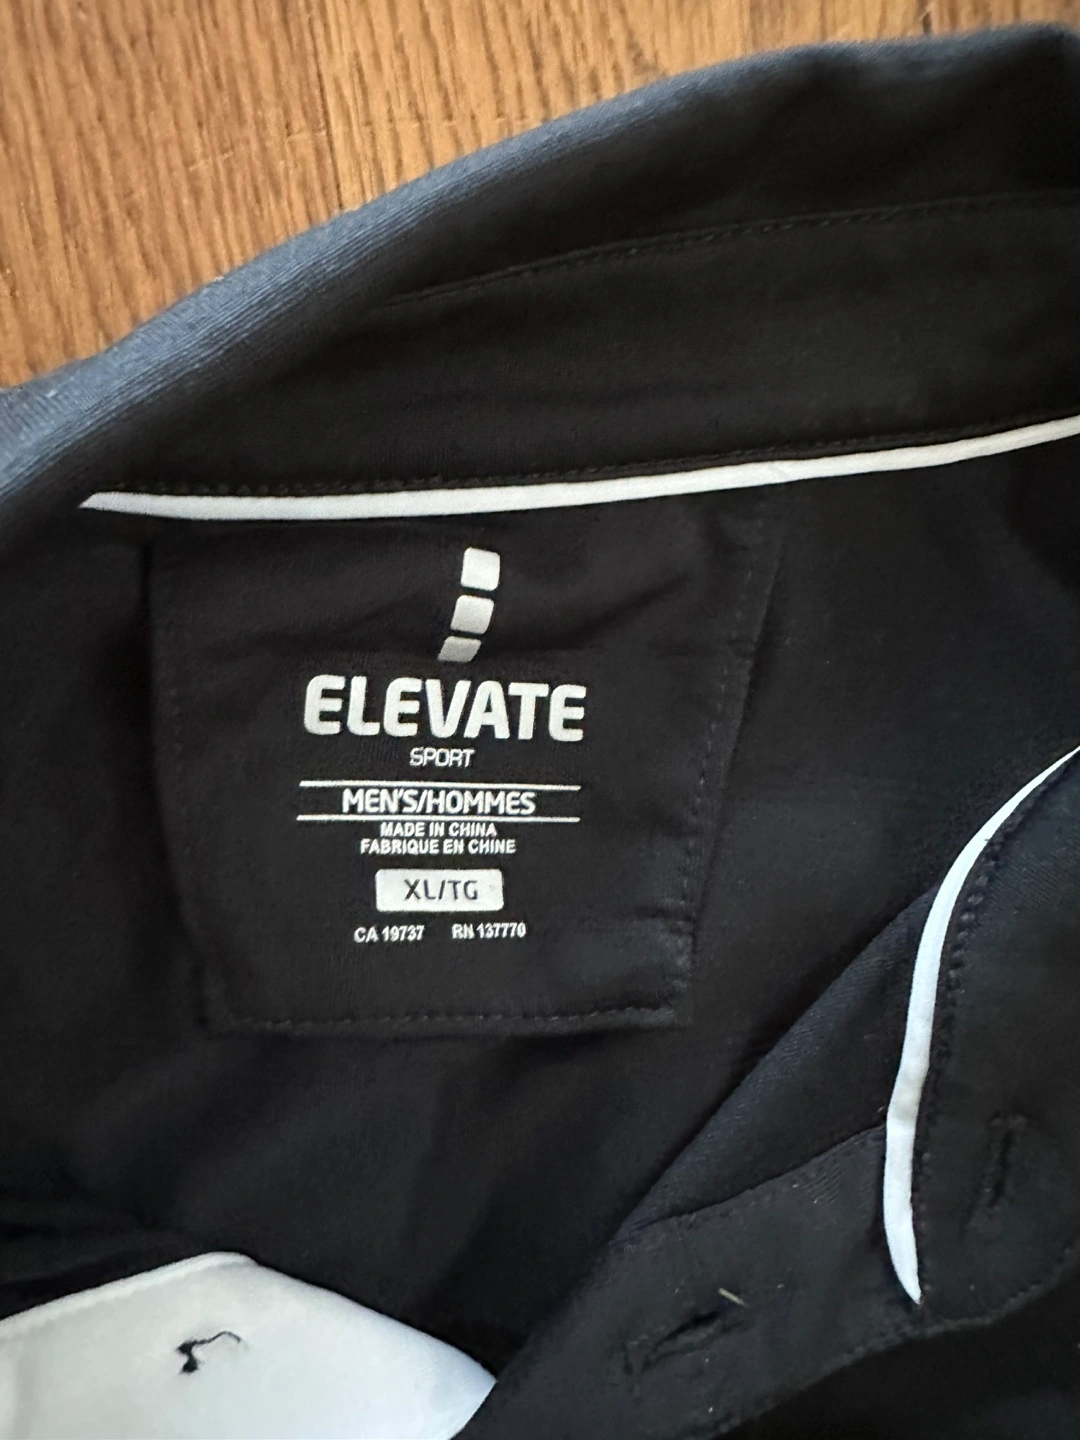 ELEVATE
SPORT
MEN'S/HOMMES
MADE IN CHINA
FABRIQUE EN CHINE
XL/TG
CA 19737 RN 137770